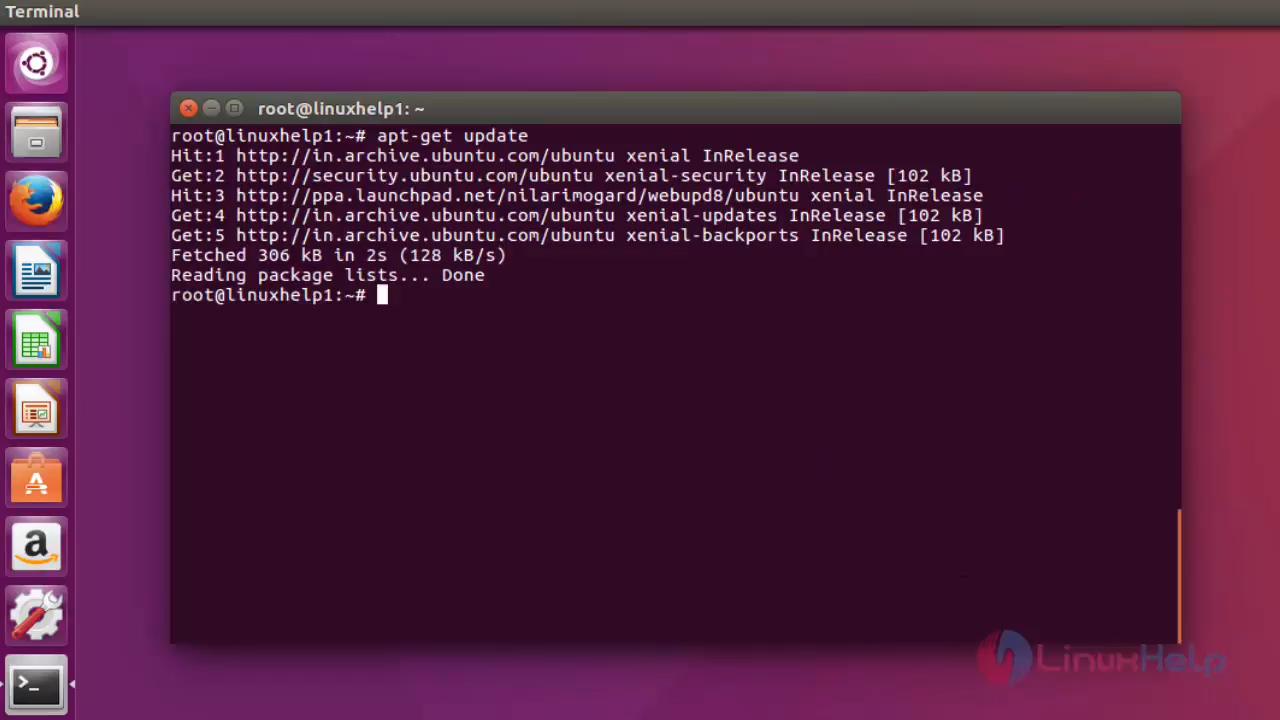 Terminal
root@linuxhelp1: ~
root@linuxhelp1:~# apt-get update
Hit:1 http://in.archive.ubuntu.com/ubuntu xenial InRelease
Get:2 http://security.ubuntu.com/ubuntu xenial-security InRelease [102 kB]
Hit:3 http://ppa.launchpad.net/nilarimogard/webupd8/ubuntu xenial InRelease
Get:4 http://in.archive.ubuntu.com/ubuntu xenial-updates InRelease [102 kB]
Get:5 http://in.archive.ubuntu.com/ubuntu xenial-backports InRelease [102 kB]
Fetched 306 kB in 2s (128 kB/s)
Reading package lists... Done
root@linuxhelp1:~#
A
a
>_
LinuxHelp